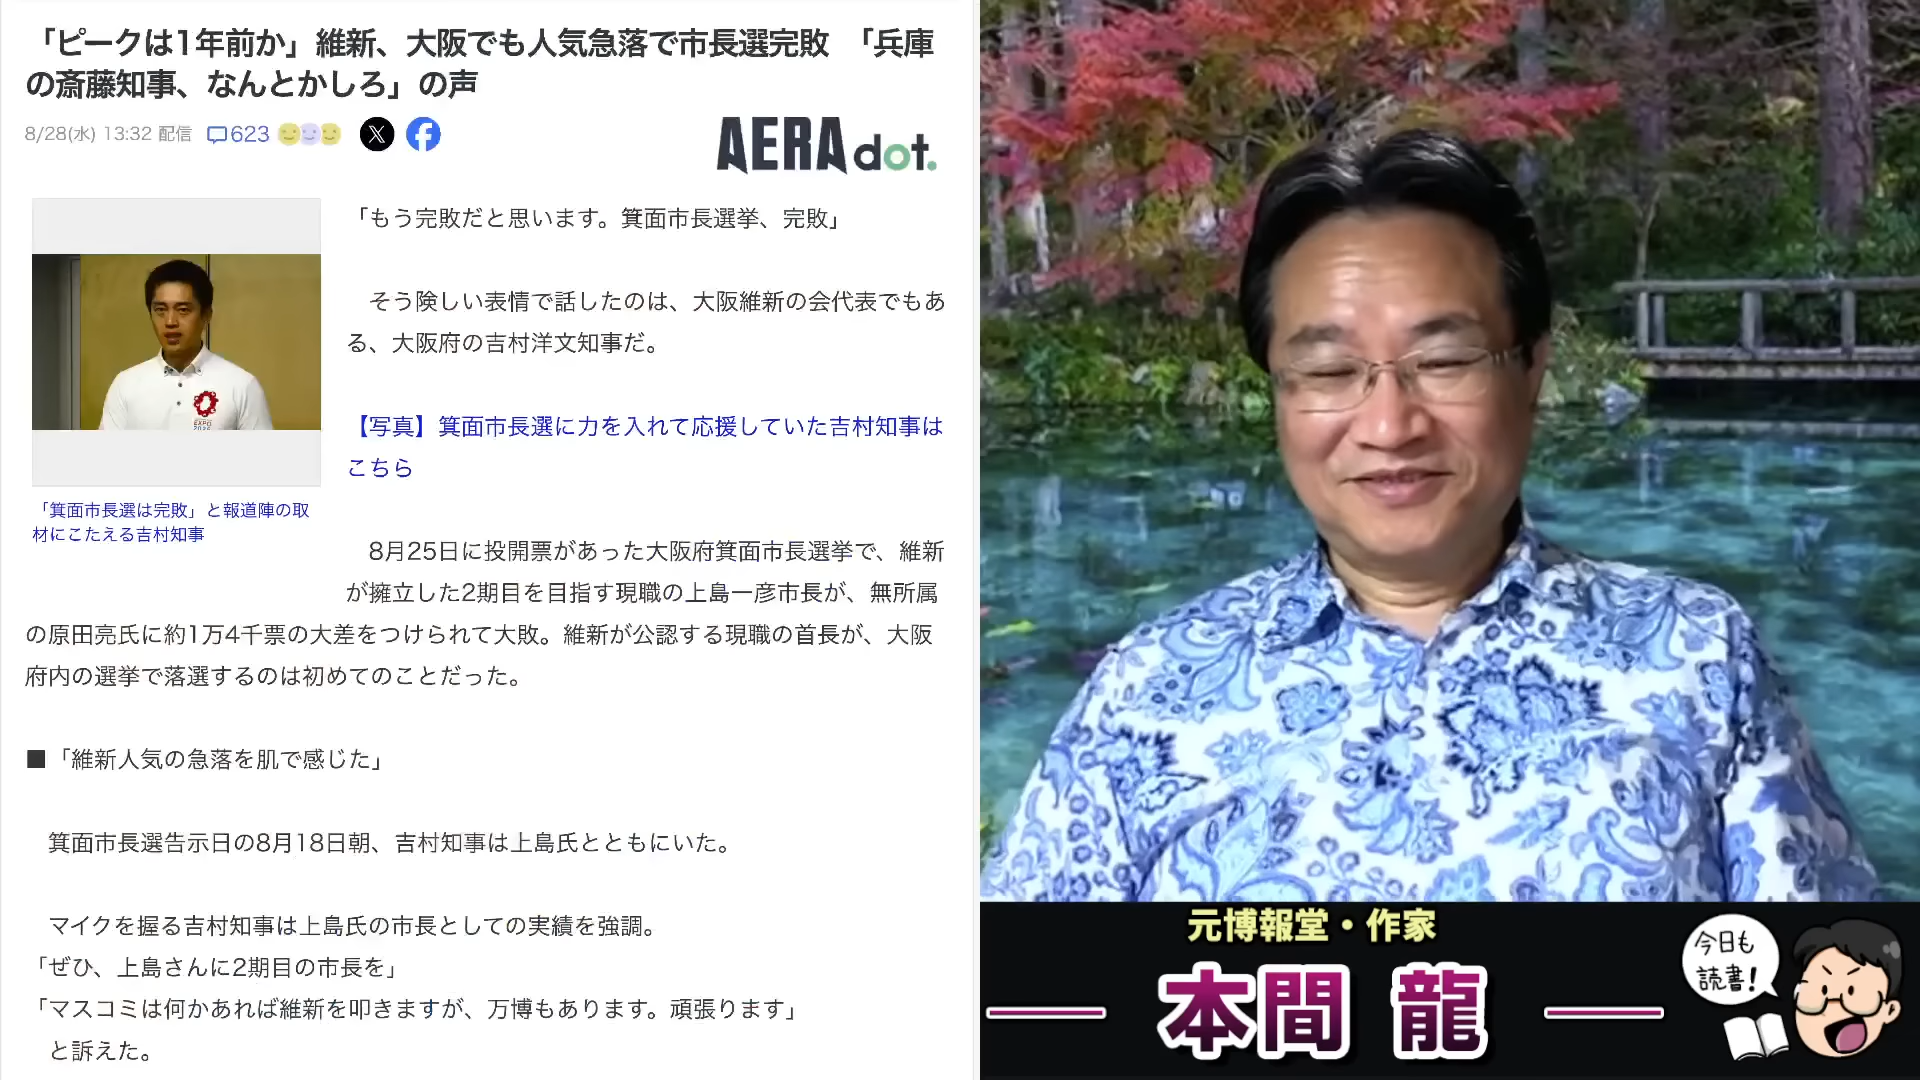 「ピークは1年前か」維新、大阪でも人気急落で市長選完敗　「兵庫
の斎藤知事、なんとかしろ」の声
8/28(水) 13:32 配信
623
AERA dot.
「もう完敗だと思います。箕面市長選挙、完敗」
そう険しい表情で話したのは、大阪維新の会代表でもあ
る、大阪府の吉村洋文知事だ。
【写真】箕面市長選に力を入れて応援していた吉村知事は
こちら
EXPO
2025
「箕面市長選は完敗」と報道陣の取
材にこたえる吉村知事
8月25日に投開票があった大阪府箕面市長選挙で、維新
が擁立した2期目を目指す現職の上島一彦市長が、無所属
の原田亮氏に約1万4千票の大差をつけられて大敗。維新が公認する現職の首長が、大阪
府内の選挙で落選するのは初めてのことだった。
■「維新人気の急落を肌で感じた」
箕面市長選告示日の8月18日朝、吉村知事は上島氏とともにいた。
マイクを握る吉村知事は上島氏の市長としての実績を強調。
「ぜひ、上島さんに2期目の市長を」
「マスコミは何かあれば維新を叩きますが、万博もあります。頑張ります」
と訴えた。
元博報堂・作家
本間 龍
今日も
読書!